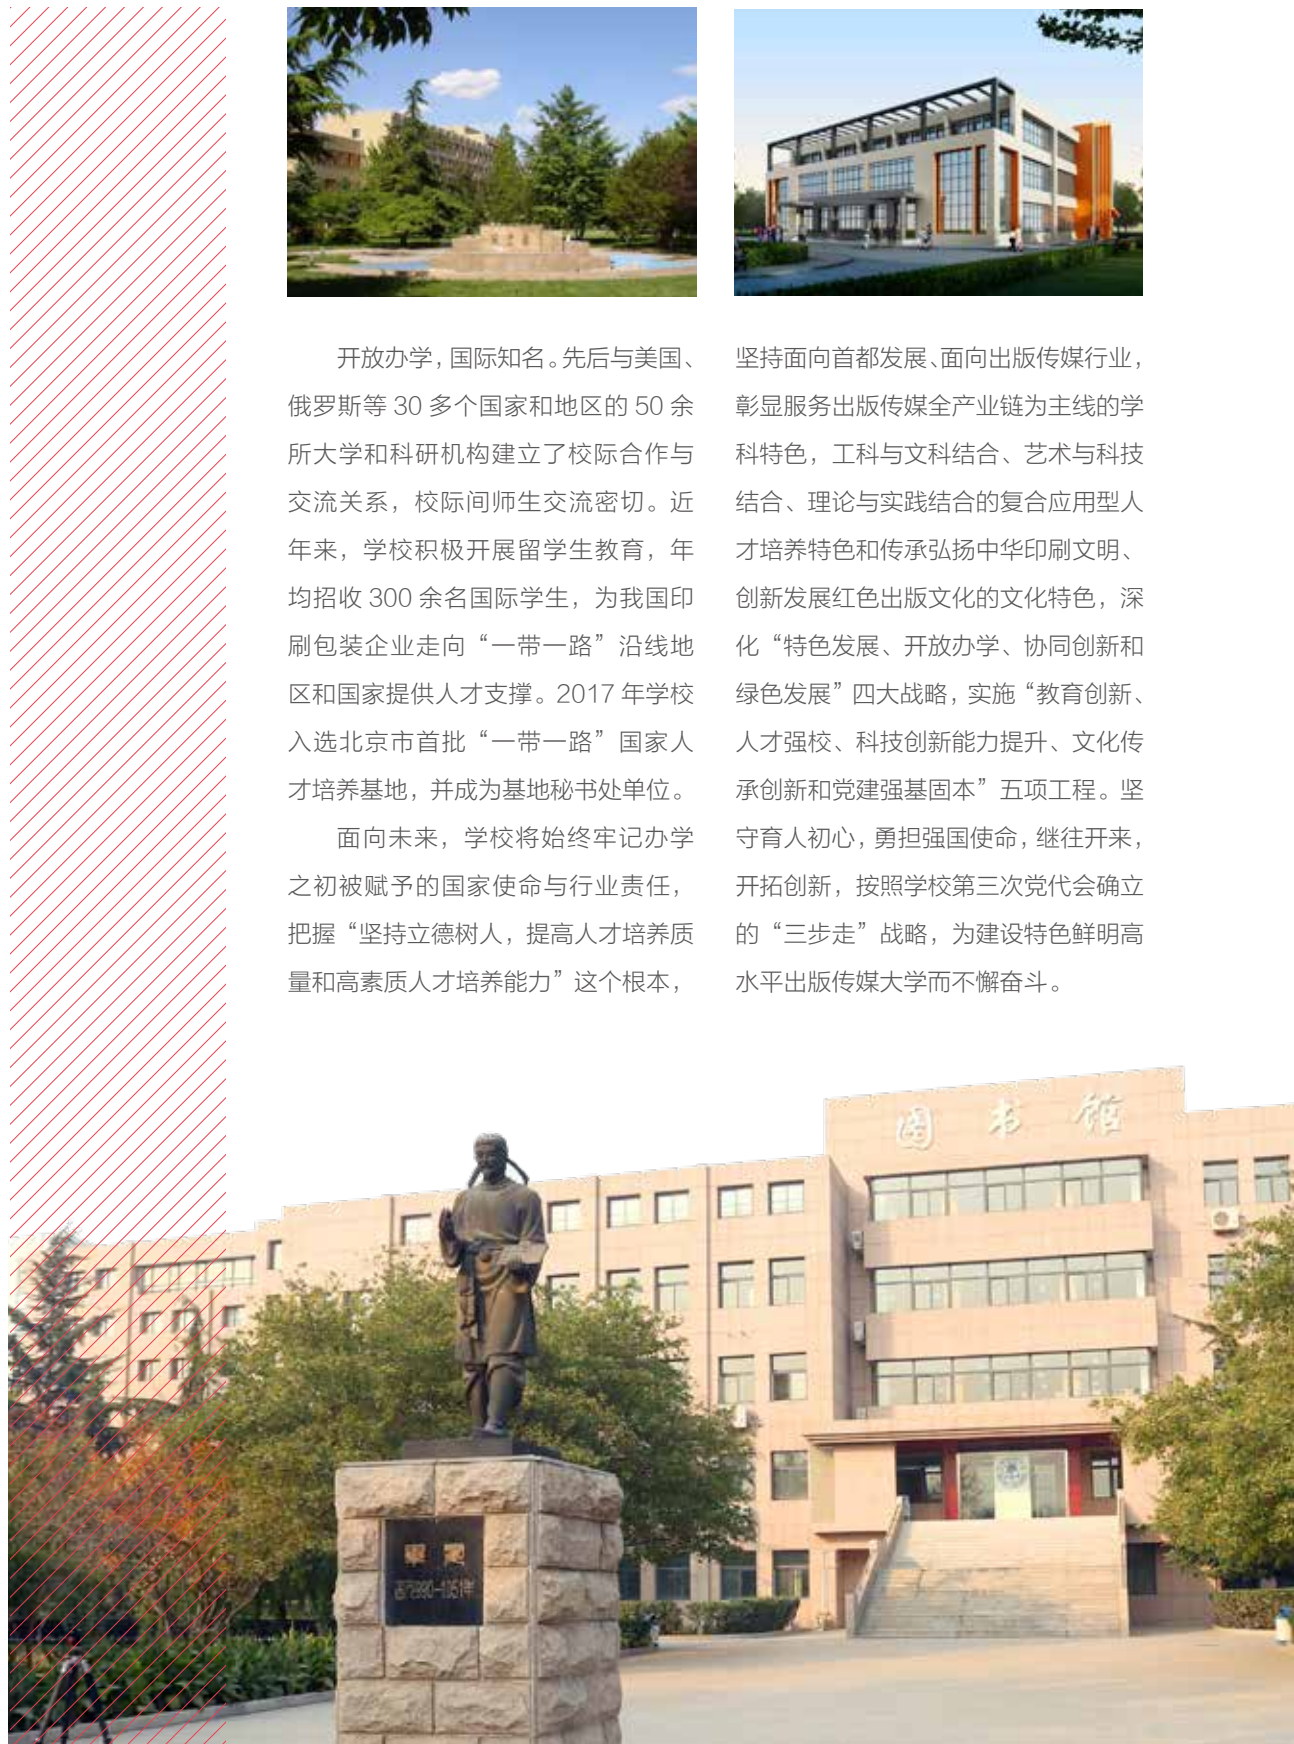 开放办学，国际知名。先后与美国、
俄罗斯等 30 多个国家和地区的 50 余
所大学和科研机构建立了校际合作与
交流关系，校际间师生交流密切。近
年来，学校积极开展留学生教育，年
均招收 300 余名国际学生，为我国印
刷包装企业走向“一带一路”沿线地
区和国家提供人才支撑。2017 年学校
入选北京市首批“一带一路”国家人
才培养基地，并成为基地秘书处单位。
面向未来，学校将始终牢记办学
之初被赋予的国家使命与行业责任，
把握“坚持立德树人，提高人才培养质
量和高素质人才培养能力”这个根本，
坚持面向首都发展、面向出版传媒行业，
彰显服务出版传媒全产业链为主线的学
科特色，工科与文科结合、艺术与科技
结合、理论与实践结合的复合应用型人
才培养特色和传承弘扬中华印刷文明、
创新发展红色出版文化的文化特色，深
化“特色发展、开放办学、协同创新和
绿色发展”四大战略，实施“教育创新、
人才强校、科技创新能力提升、文化传
承创新和党建强基固本”五项工程。坚
守育人初心，勇担强国使命，继往开来，
开拓创新，按照学校第三次党代会确立
的“三步走”战略，为建设特色鲜明高
水平出版传媒大学而不懈奋斗。
图书馆